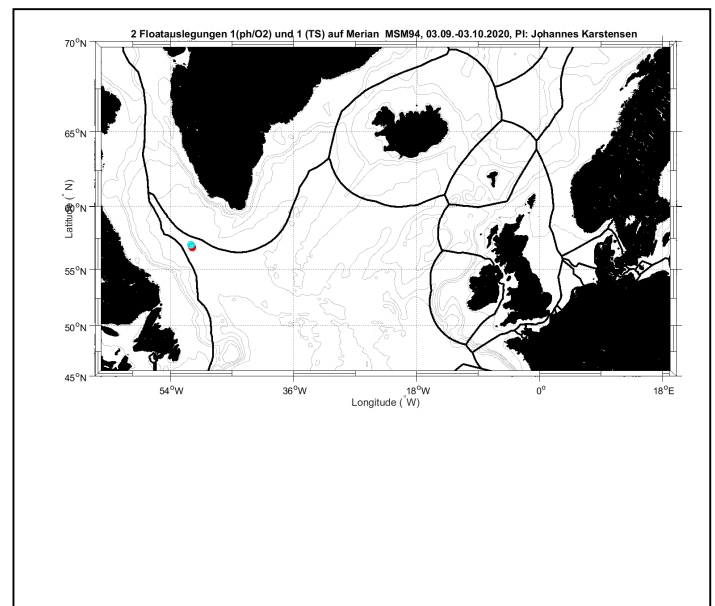 2 Floatauslegungen 1(ph/O2) und 1 (TS) auf Merian MSM94, 03.09.-03.10.2020, PI: Johannes Karstensen
70°N
65°N
60°N
55°N
50°N
45°N
Latitude (°N)
54°W
36°W
18°W
0°
18°E
Longitude (°W)